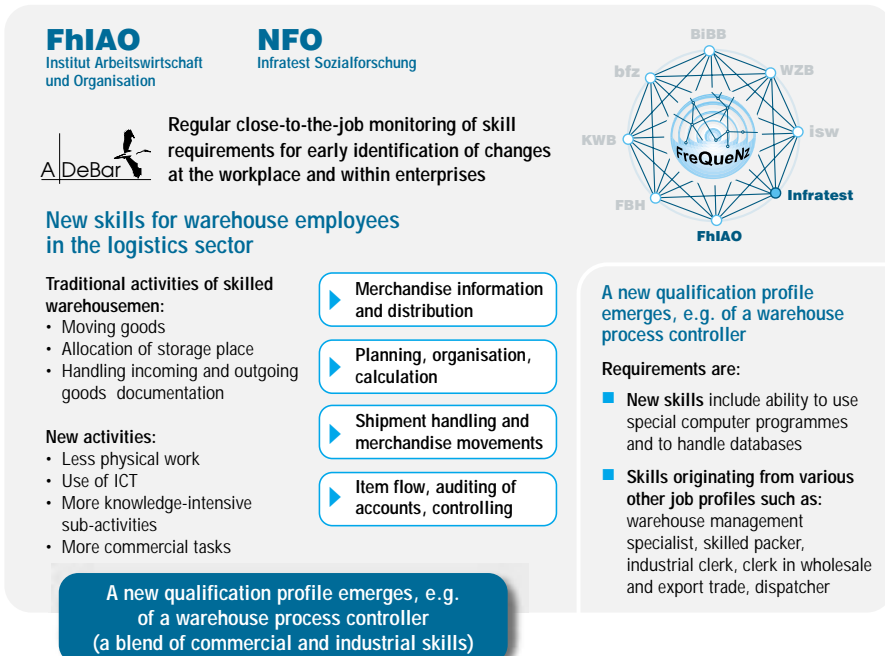 FhIAO
Institut Arbeitswirtschaft
und Organisation
NFO
Infratest Sozialforschung
A DeBar
Regular close-to-the-job monitoring of skill
requirements for early identification of changes
at the workplace and within enterprises
BiBB
WZB
isw
Infratest
FhIAO
FBH
KWB
bfz
FreQueNz
New skills for warehouse employees
in the logistics sector
Traditional activities of skilled
warehousemen:
• Moving goods
• Allocation of storage place
• Handling incoming and outgoing
goods documentation
New activities:
• Less physical work
• Use of ICT
• More knowledge-intensive
sub-activities
• More commercial tasks
Merchandise information
and distribution
Planning, organisation,
calculation
Shipment handling and
merchandise movements
Item flow, auditing of
accounts, controlling
A new qualification profile emerges, e.g.
of a warehouse process controller
(a blend of commercial and industrial skills)
A new qualification profile
emerges, e.g. of a warehouse
process controller
Requirements are:
New skills include ability to use
special computer programmes
and to handle databases
Skills originating from various
other job profiles such as:
warehouse management
specialist, skilled packer,
industrial clerk, clerk in wholesale
and export trade, dispatcher